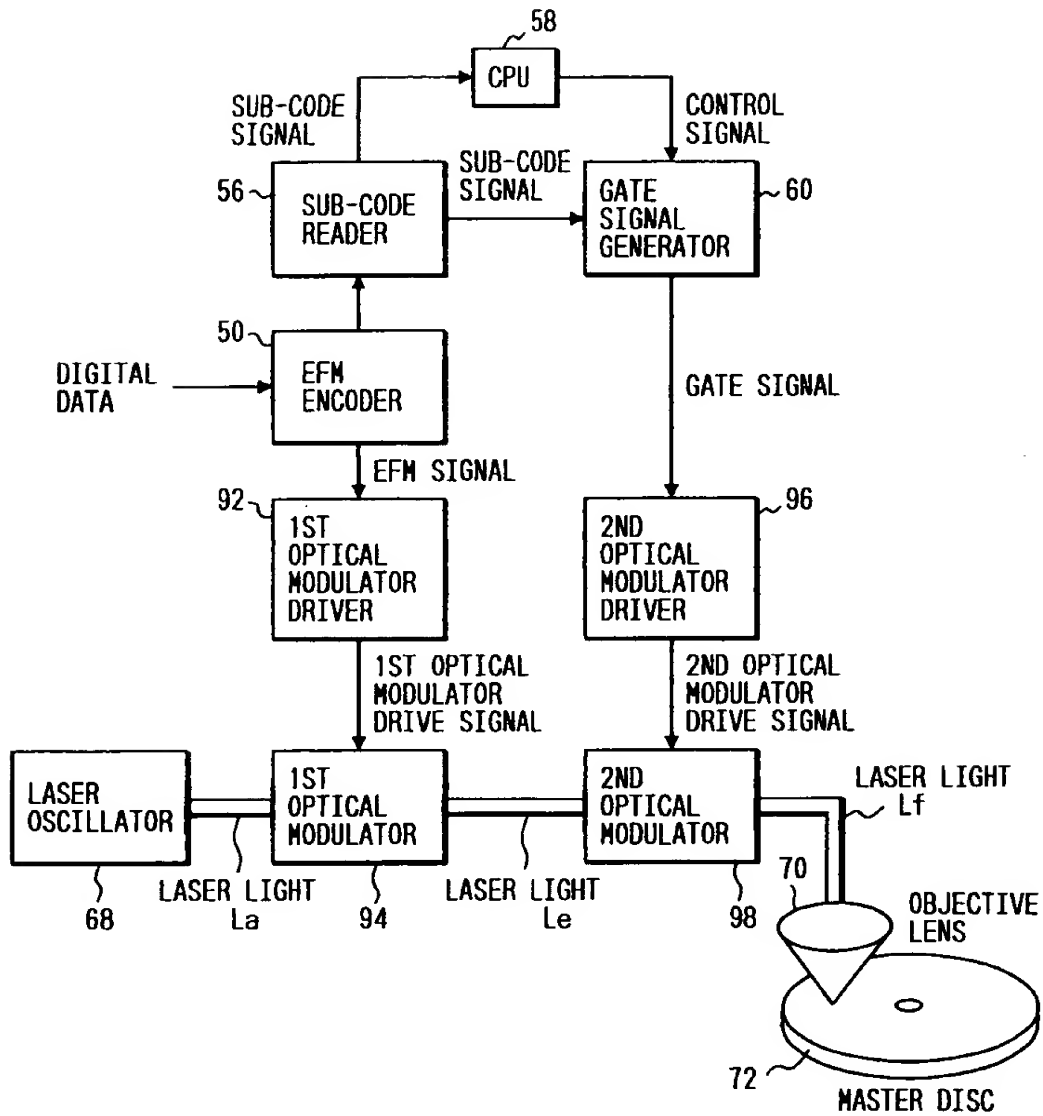 58
CPU
SUB-CODE
SIGNAL
CONTROL
SIGNAL
56
SUB-CODE
READER
SUB-CODE
SIGNAL
60
GATE
SIGNAL
GENERATOR
50
EFM
ENCODER
DIGITAL
DATA
GATE SIGNAL
EFM SIGNAL
92
1ST
OPTICAL
MODULATOR
DRIVER
96
2ND
OPTICAL
MODULATOR
DRIVER
1ST OPTICAL
MODULATOR
DRIVE SIGNAL
2ND OPTICAL
MODULATOR
DRIVE SIGNAL
LASER
OSCILLATOR
1ST
OPTICAL
MODULATOR
2ND
OPTICAL
MODULATOR
LASER LIGHT
Lf
68
LASER LIGHT
La
94
LASER LIGHT
Le
98
70
OBJECTIVE
LENS
72
MASTER DISC